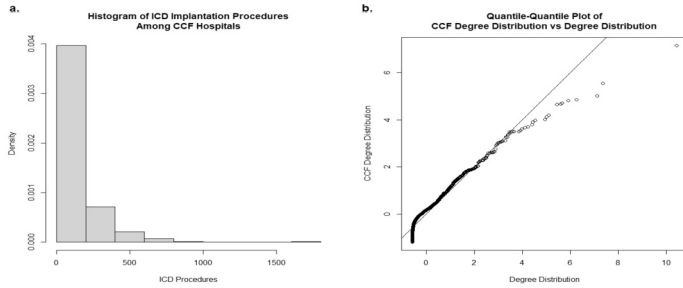 a.
Histogram of ICD Implantation Procedures
Among CCF Hospitals
0.004
0.003
0.002
0.001
0.000
Density
0
500
1000
1500
ICD Procedures
b.
Quantile-Quantile Plot of
CCF Degree Distribution vs Degree Distribution
6
4
2
0
CCF Degree Distribution
0
2
4
6
8
10
Degree Distribution